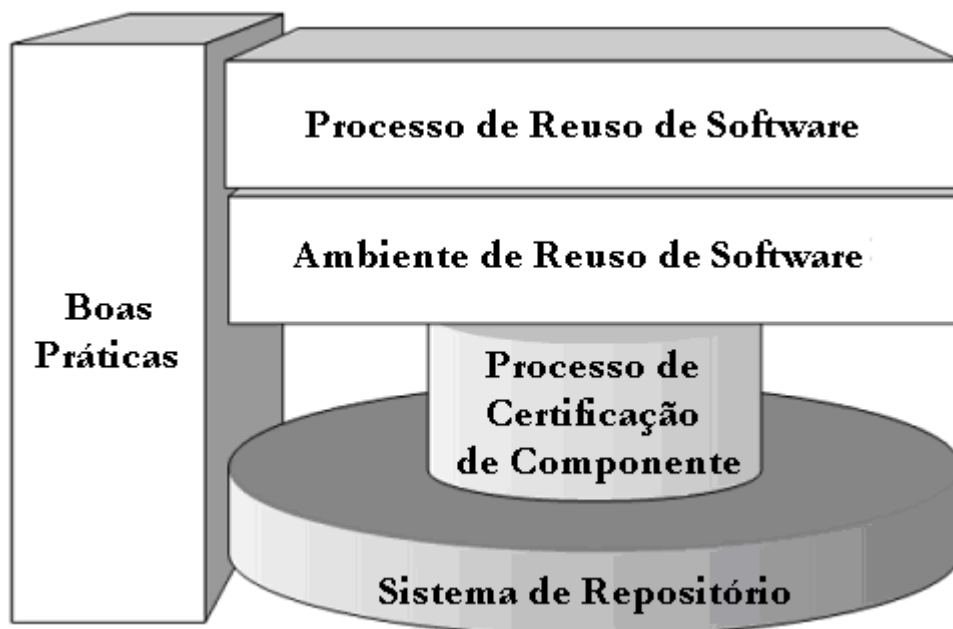 Processo de Reuso de Software
Ambiente de Reuso de Software
Boas
Práticas
Processo de
Certificação
de Componente
Sistema de Repositório